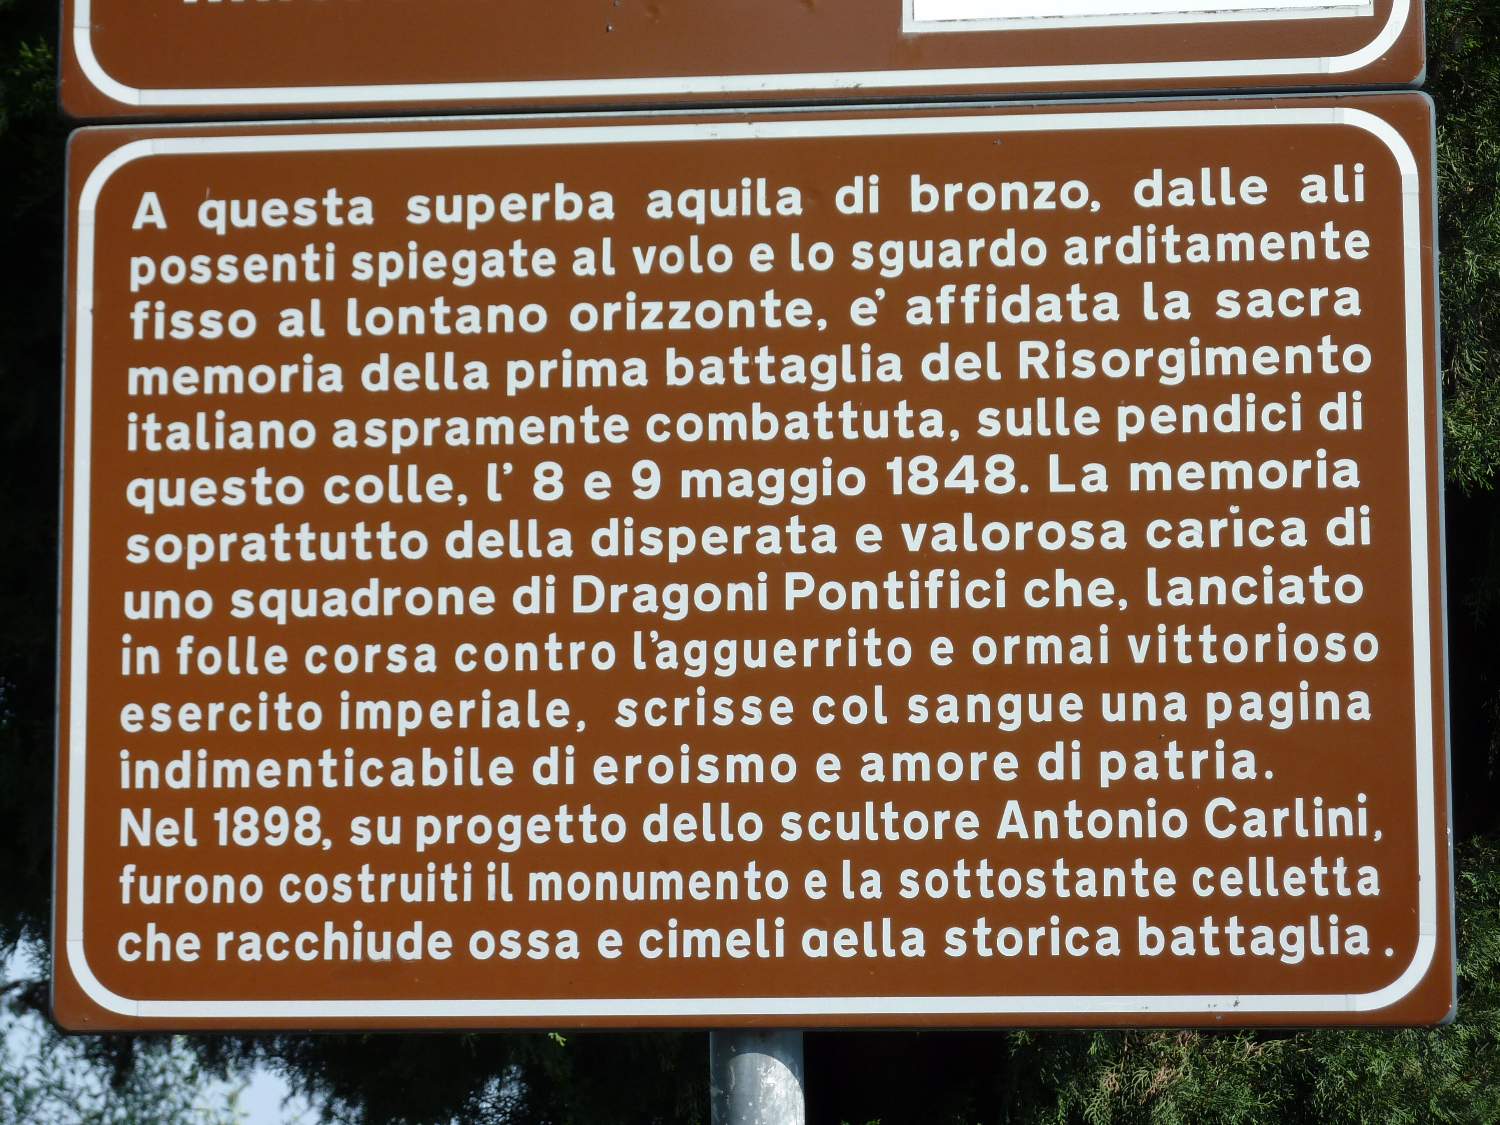 A questa superba aquila di bronzo, dalle ali
possenti spiegate al volo e lo sguardo arditamente
fisso al lontano orizzonte, e' affidata la sacra
memoria della prima battaglia del Risorgimento
italiano aspramente combattuta, sulle pendici di
questo colle, l' 8 e 9 maggio 1848. La memoria
soprattutto della disperata e valorosa carica di
uno squadrone di Dragoni Pontifici che, lanciato
in folle corsa contro l'agguerrito e ormai vittorioso
esercito imperiale, scrisse col sangue una pagina
indimenticabile di eroismo e amore di patria.
Nel 1898, su progetto dello scultore Antonio Carlini,
furono costruiti il monumento e la sottostante celletta
che racchiude ossa e cimeli della storica battaglia.